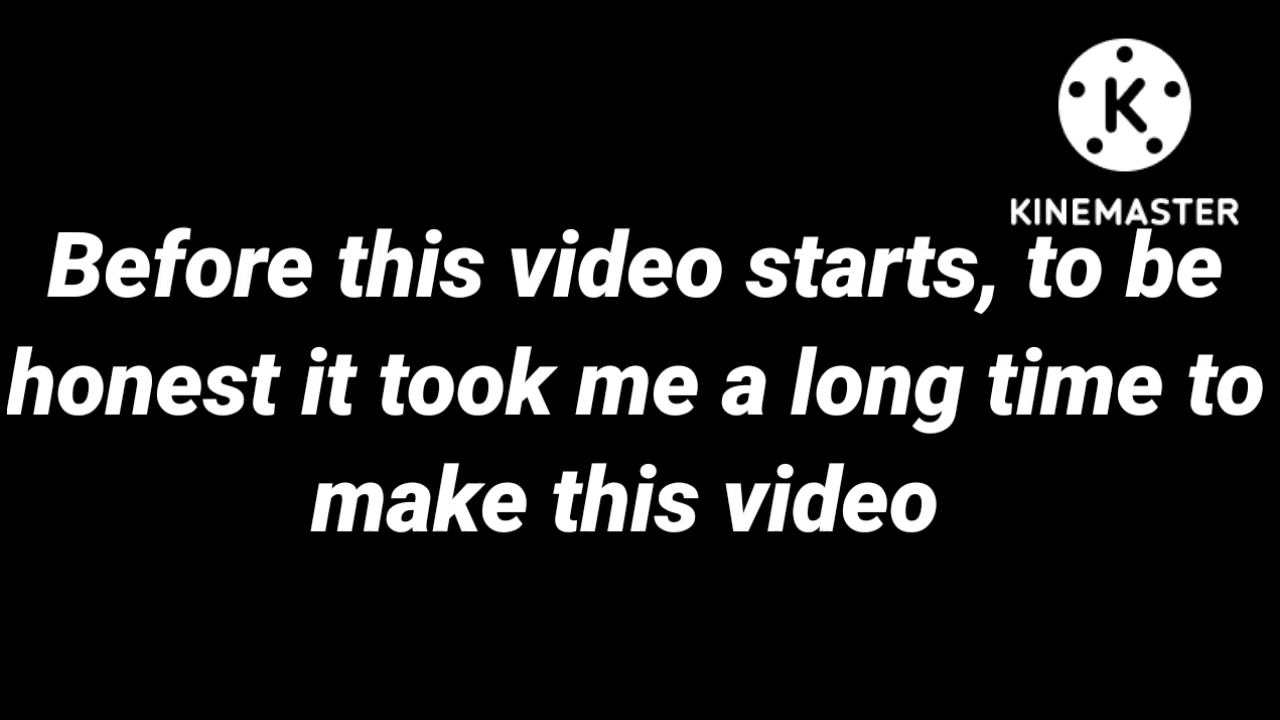 K
KINEMASTER
Before this video starts, to be
honest it took me a long time to
make this video